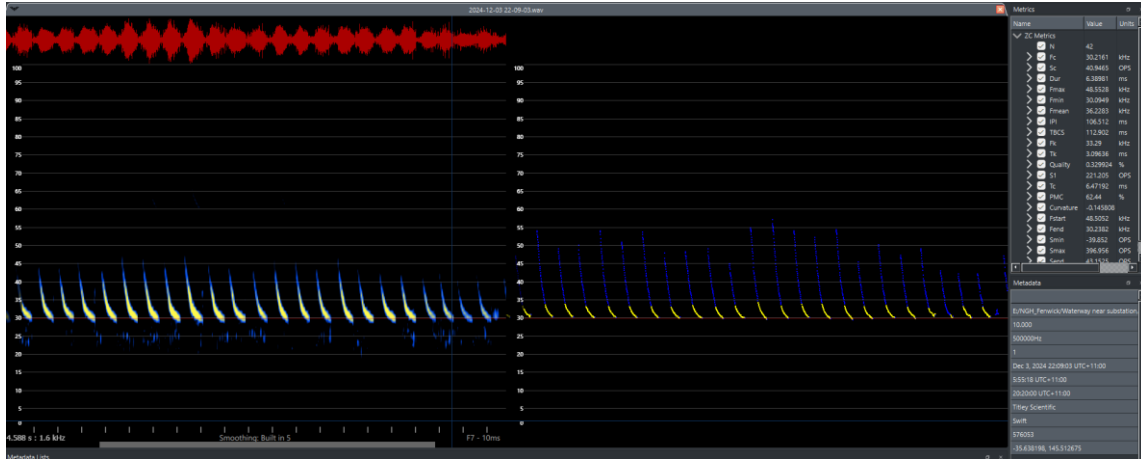 2024-12-03 22-09-03.wav
100
95
90
85
80
75
70
65
60
55
50
45
40
35
30
25
20
15
10
5
0
4.588 s : 1.6 kHz
Smoothing: Built in S
F7 - 10ms
100
95
90
85
80
75
70
65
60
55
50
45
40
35
30
25
20
15
10
5
0
Metadata Lists
Metrics
Name Value Units
ZC Metrics
N 42
Fc 30.2161 kHz
Sc 40.9465 OPS
Dur 6.38981 ms
Fmax 48.5528 kHz
Fmin 30.0949 kHz
Fmean 36.2283 kHz
IPI 106.512 ms
TBCS 112.902 ms
Fk 33.29 kHz
Tk 3.09636 ms
Quality 0.329924 %
S1 221.205 OPS
Tc 6.47192 ms
PMC 62.44 %
Curvature -0.145808
Fstart 48.5052 kHz
Fend 30.2382 kHz
Smin -39.852 OPS
Smax 396.956 OPS
Send 43.1525 OPS
Metadata
E/NGH_Fenwick/Waterway near substation,
10.000
500000Hz
1
Dec 3, 2024 22:09:03 UTC+11:00
5:55:18 UTC+11:00
20:20:00 UTC+11:00
Titley Scientific
Swift
576053
-35.638198, 145.512675